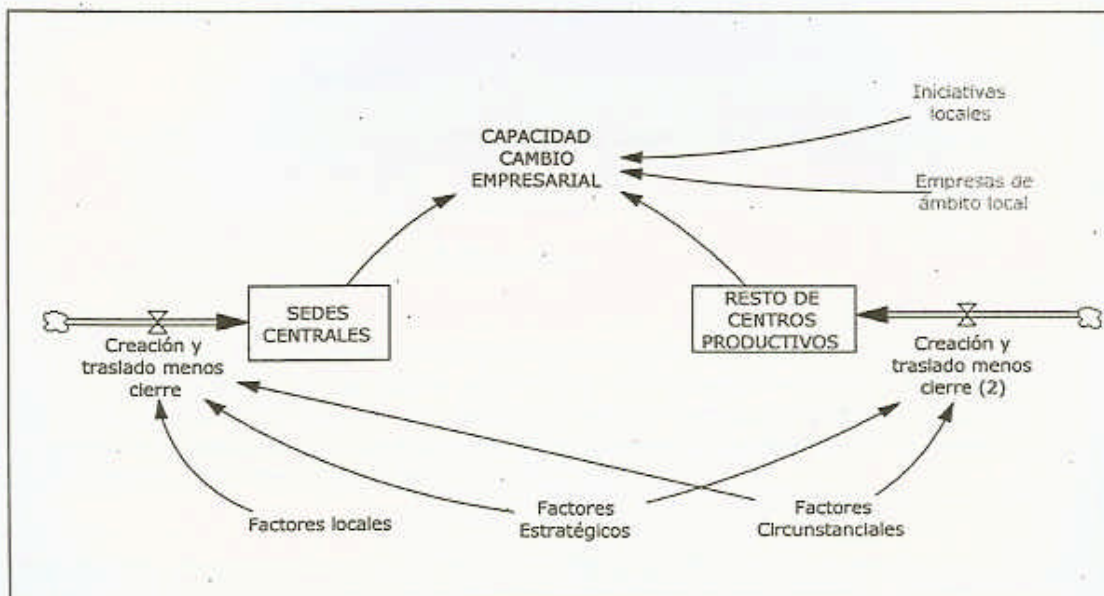 Iniciativas
locales
CAPACIDAD
CAMBIO
EMPRESARIAL
Empresas de
ámbito local
SEDES
CENTRALES
RESTO DE
CENTROS
PRODUCTIVOS
Creación y
traslado menos
cierre
Creación y
traslado menos
cierre (2)
Factores locales
Factores
Estratégicos
Factores
Circunstanciales